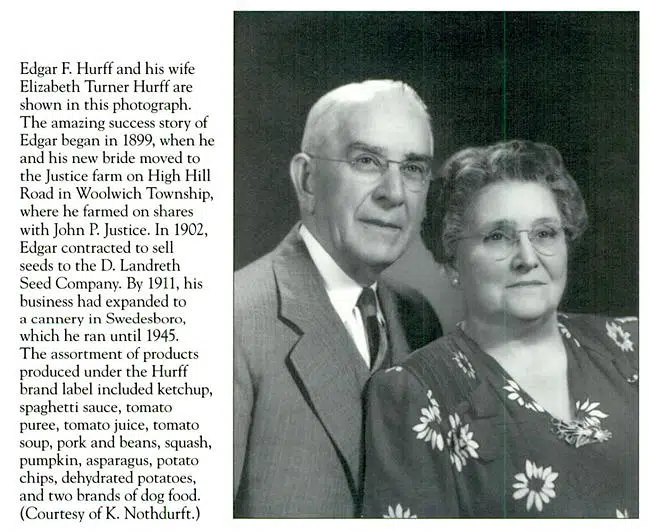 Edgar F. Hurff and his wife
Elizabeth Turner Hurff are
shown in this photograph.
The amazing success story of
Edgar began in 1899, when he
and his new bride moved to
the Justice farm on High Hill
Road in Woolwich Township,
where he farmed on shares
with John P. Justice. In 1902,
Edgar contracted to sell
seeds to the D. Landreth
Seed Company. By 1911, his
business had expanded to
a cannery in Swedesboro,
which he ran until 1945.
The assortment of products
produced under the Hurff
brand label included ketchup,
spaghetti sauce, tomato
puree, tomato juice, tomato
soup, pork and beans, squash,
pumpkin, asparagus, potato
chips, dehydrated potatoes,
and two brands of dog food.
(Courtesy of K. Nothdurft.)